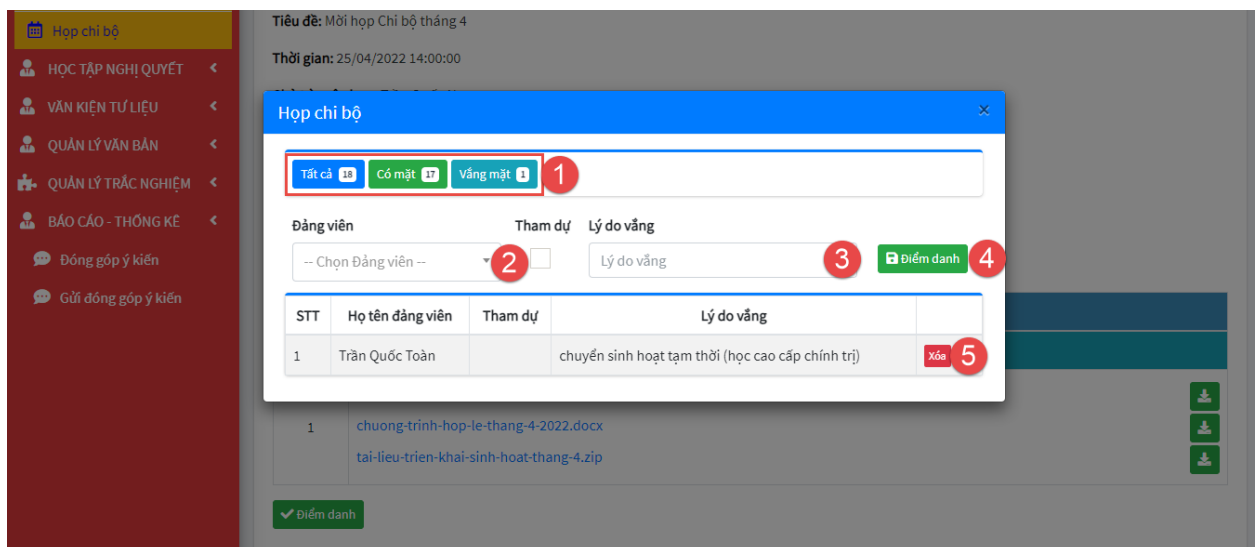 Họp chi bộ
HỌC TẬP NGHỊ QUYẾT
VĂN KIỆN TƯ LIỆU
QUẢN LÝ VĂN BẢN
QUẢN LÝ TRẮC NGHIỆM
BÁO CÁO - THỐNG KÊ
Đóng góp ý kiến
Gửi đóng góp ý kiến
Tiêu đề: Mời họp Chi bộ tháng 4
Thời gian: 25/04/2022 14:00:00
Họp chi bộ ×
Tất cả 18 Có mặt 17 Vắng mặt 1 1
Đảng viên Tham dự Lý do vắng
-- Chọn Đảng viên -- 2 Lý do vắng 3 Điểm danh 4
STT Họ tên đảng viên Tham dự Lý do vắng
1 Trần Quốc Toàn chuyển sinh hoạt tạm thời (học cao cấp chính trị) Xóa 5
1 chuong-trinh-hop-le-thang-4-2022.docx
tai-lieu-trien-khai-sinh-hoat-thang-4.zip
Điểm danh